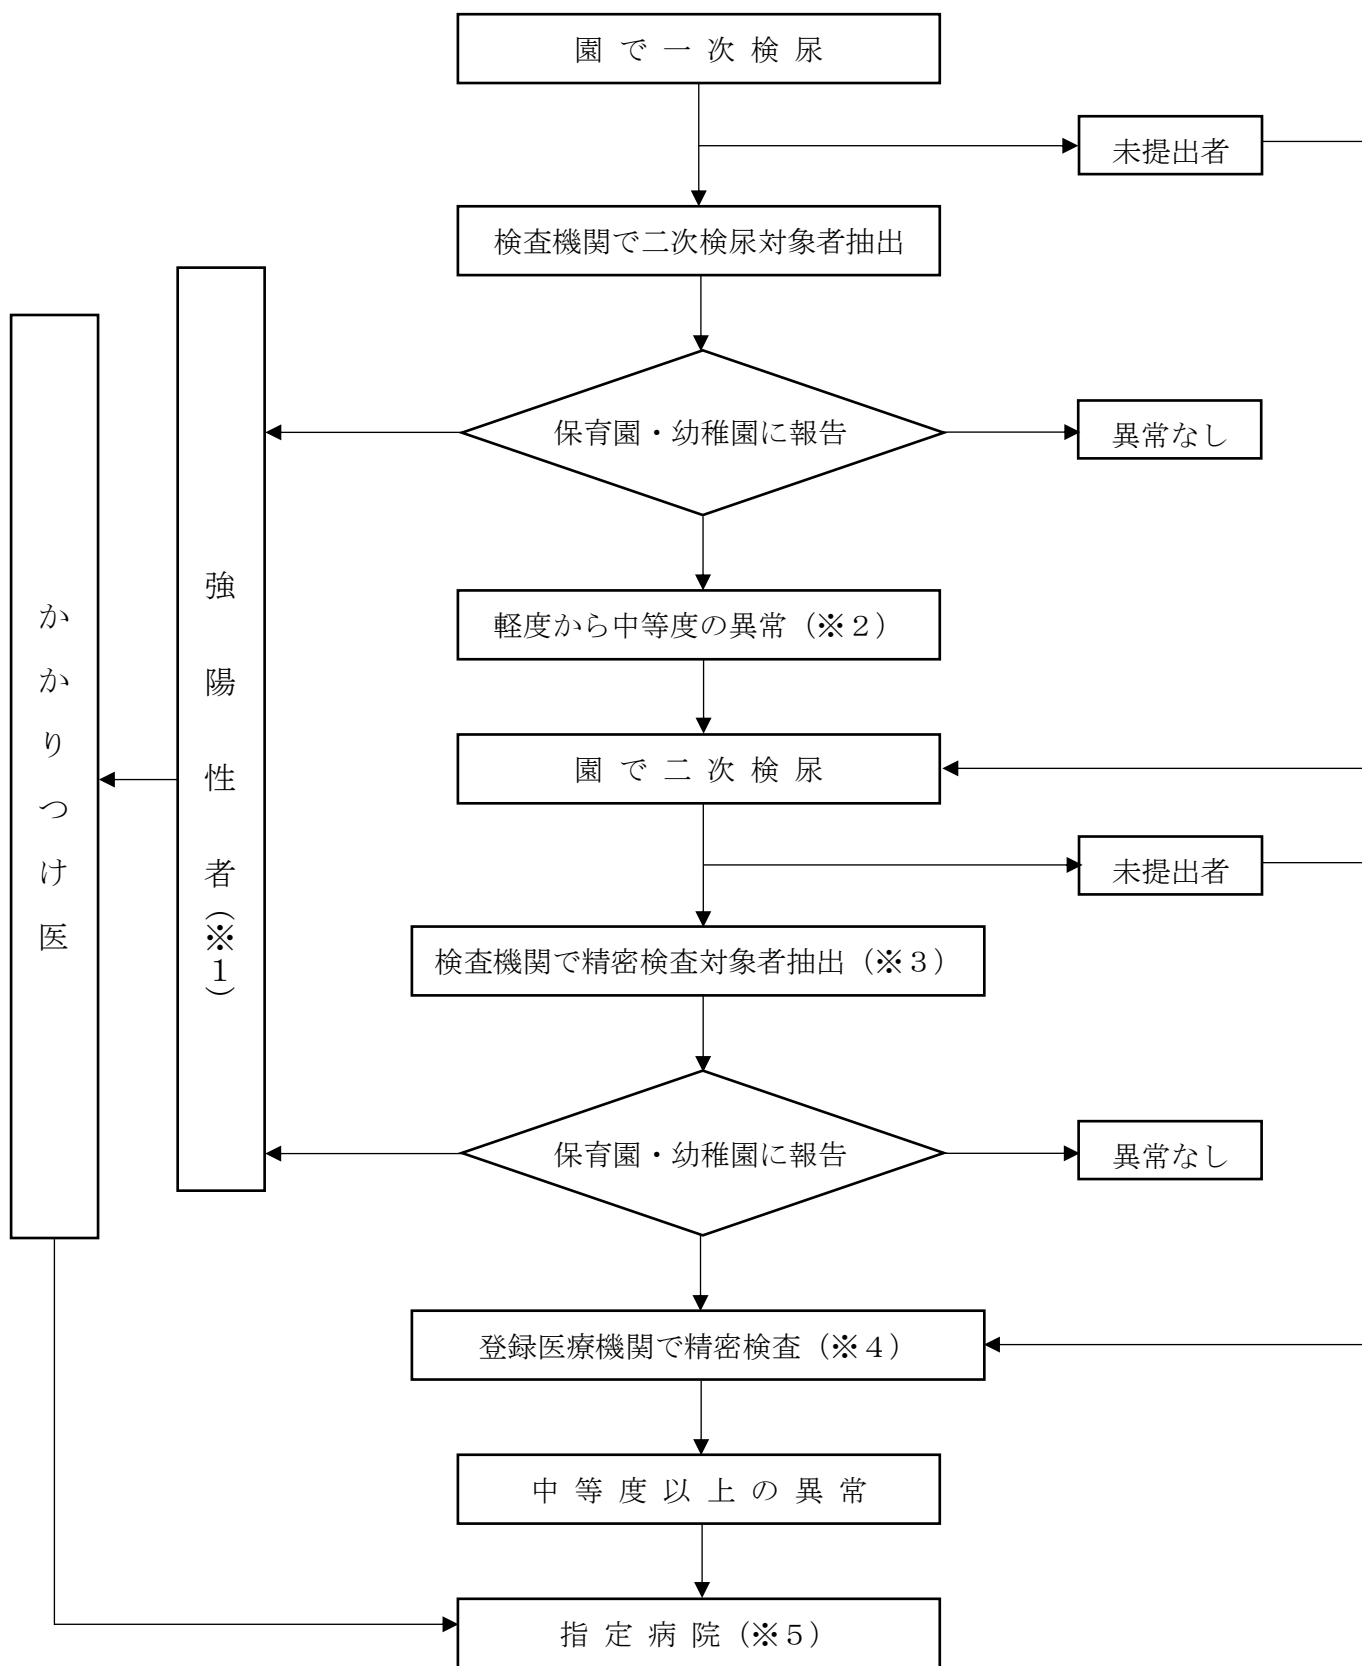 園で一次検尿
未提出者
検査機関で二次検尿対象者抽出
保育園・幼稚園に報告
異常なし
強陽性者(※1)
かかりつけ医
軽度から中等度の異常（※２）
園で二次検尿
未提出者
検査機関で精密検査対象者抽出（※３）
保育園・幼稚園に報告
異常なし
登録医療機関で精密検査（※４）
中等度以上の異常
指定病院（※５）